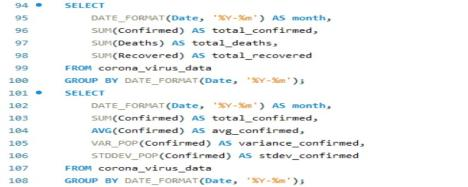 94 SELECT
95 DATE_FORMAT(Date, '%Y-%m') AS month,
96 SUM(Confirmed) AS total_confirmed,
97 SUM(Deaths) AS total_deaths,
98 SUM(Recovered) AS total_recovered
99 FROM corona_virus_data
100 GROUP BY DATE_FORMAT(Date, '%Y-%m');
101 SELECT
102 DATE_FORMAT(Date, '%Y-%m') AS month,
103 SUM(Confirmed) AS total_confirmed,
104 AVG(Confirmed) AS avg_confirmed,
105 VAR_POP(Confirmed) AS variance_confirmed,
106 STDDEV_POP(Confirmed) AS stdev_confirmed
107 FROM corona_virus_data
108 GROUP BY DATE_FORMAT(Date, '%Y-%m');